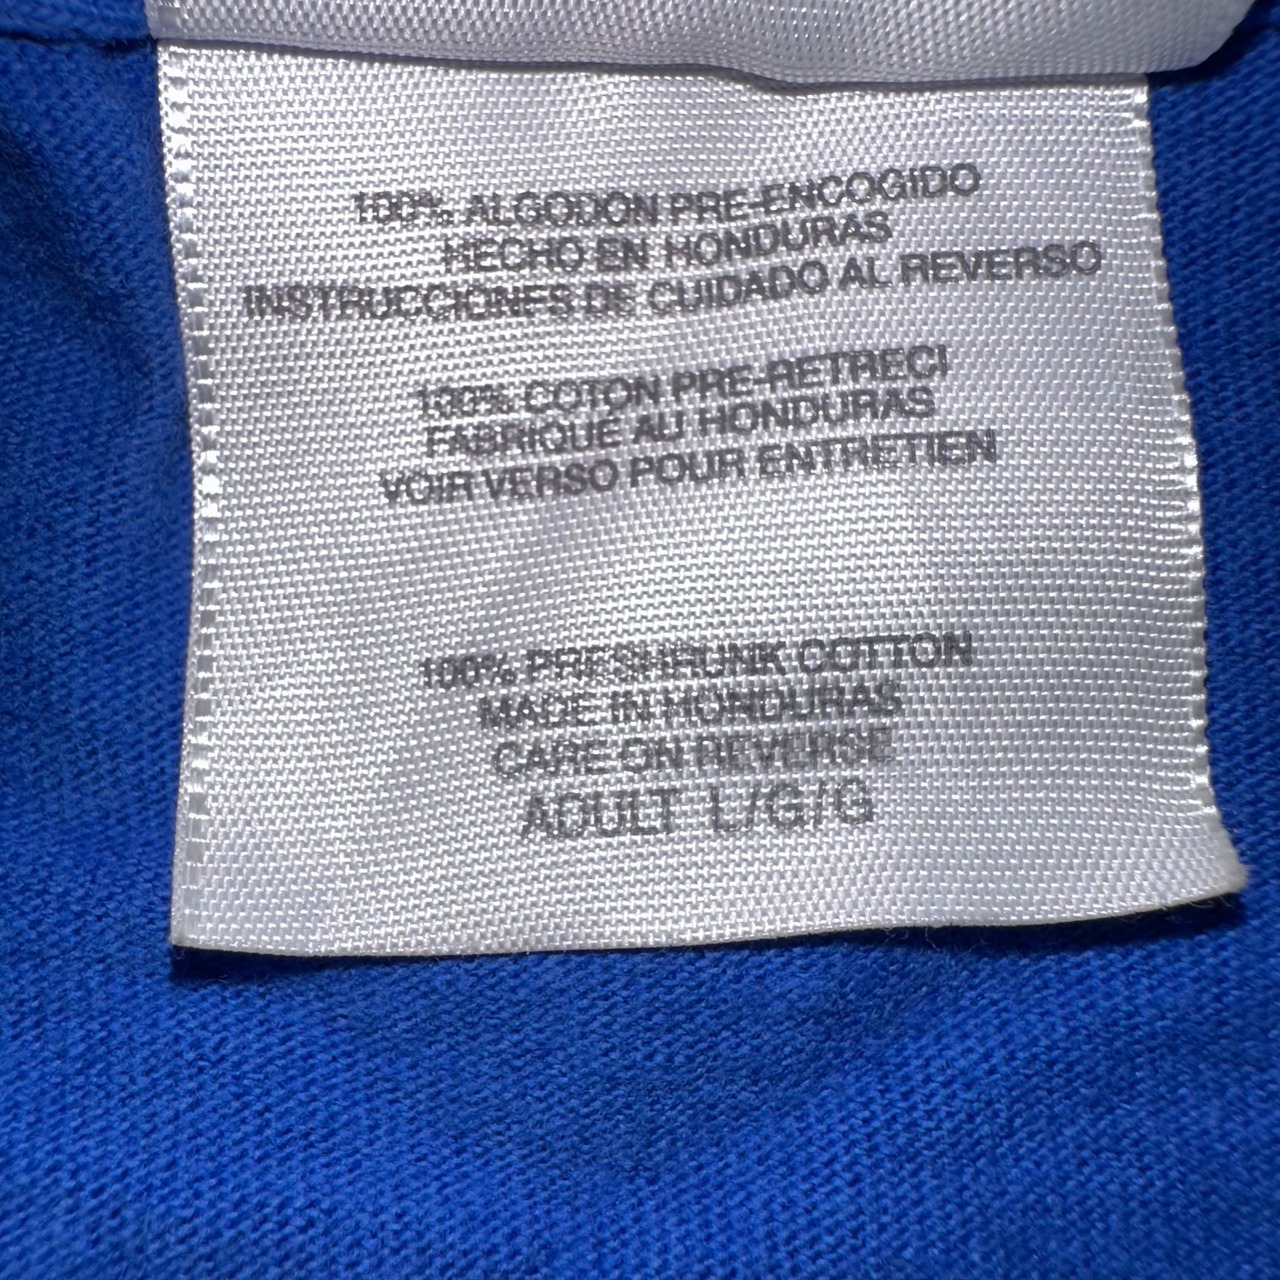 100% ALGODON PRE-ENCOGIDO
HECHO EN HONDURAS
INSTRUCCIONES DE CUIDADO AL REVERSO
100% COTON PRE-RETRECI
FABRIQUE AU HONDURAS
VOIR VERSO POUR ENTRETIEN
100% PRESHRUNK COTTON
MADE IN HONDURAS
CARE ON REVERSE
ADULT L/G/G